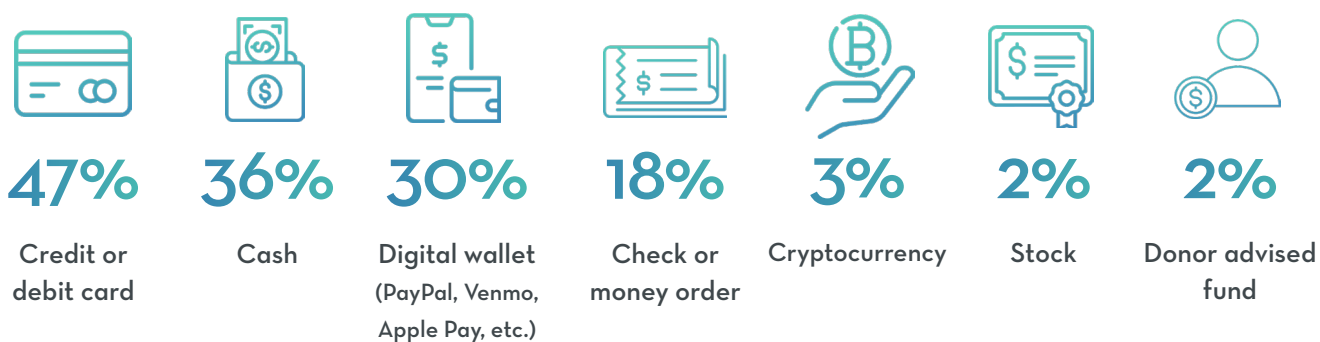 47%
Credit or
debit card
36%
Cash
30%
Digital wallet
(PayPal, Venmo,
Apple Pay, etc.)
18%
Check or
money order
3%
Cryptocurrency
2%
Stock
2%
Donor advised
fund